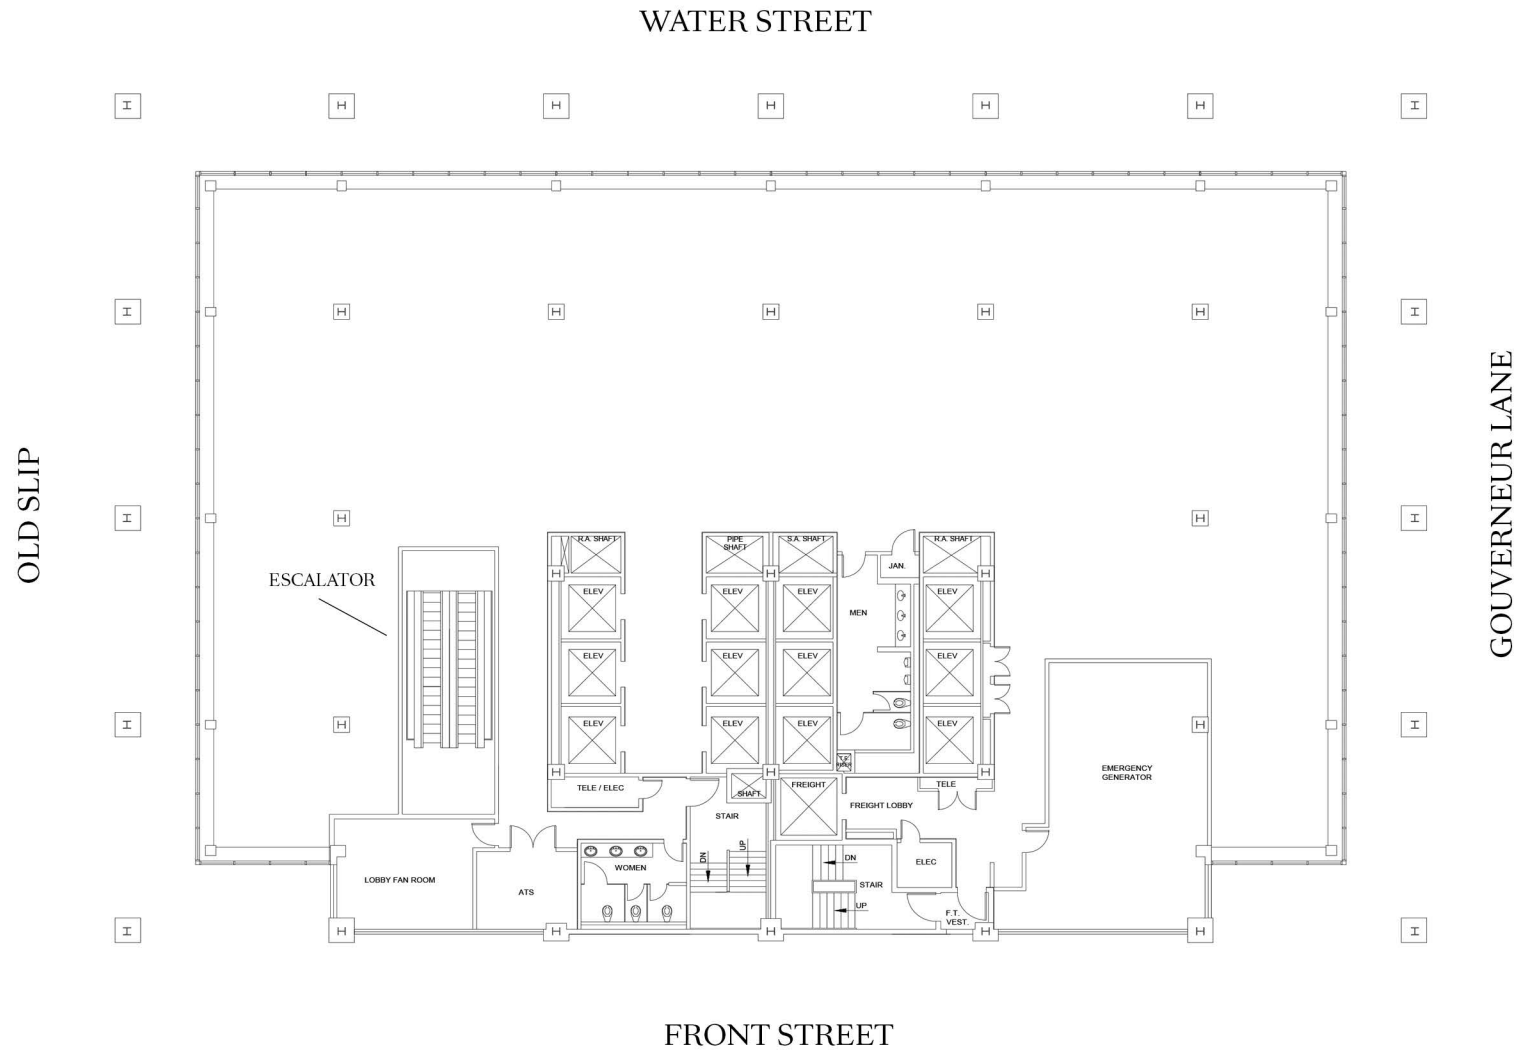 WATER STREET
OLD SLIP
GOUVERNEUR LANE
ESCALATOR
R.A. SHAFT
PIPE
SHAFT
S.A. SHAFT
R.A. SHAFT
JAN.
ELEV
ELEV
ELEV
ELEV
MEN
ELEV
ELEV
ELEV
ELEV
ELEV
ELEV
ELEV
ELEV
EMERGENCY
GENERATOR
TELE / ELEC
SHAFT
FREIGHT
TELE
FREIGHT LOBBY
STAIR
DN
UP
DN
ELEC
WOMEN
LOBBY FAN ROOM
ATS
STAIR
UP
F.T.
VEST.
FRONT STREET